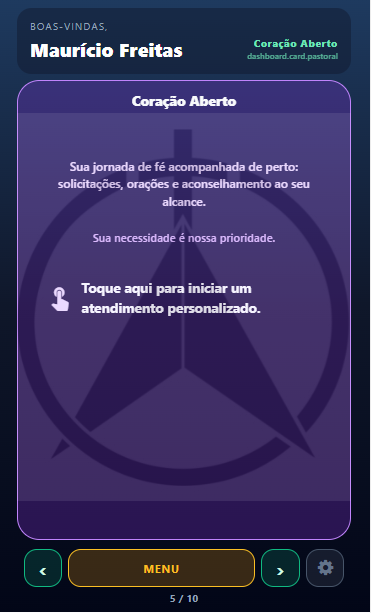 BOAS-VINDAS,
Maurício Freitas
Coração Aberto
dashboard.card.pastoral
Coração Aberto
Sua jornada de fé acompanhada de perto:
solicitações, orações e aconselhamento ao seu
alcance.
Sua necessidade é nossa prioridade.
Toque aqui para iniciar um
atendimento personalizado.
‹ MENU ›
5 / 10